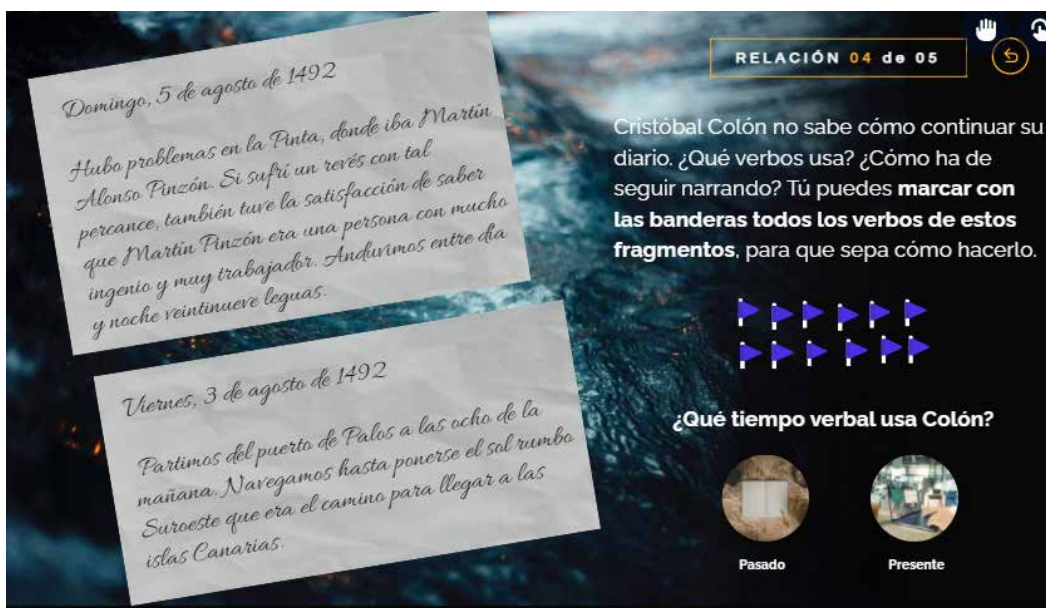 Domingo, 5 de agosto de 1492
Hubo problemas en la Pinta, donde iba Martín
Alonso Pinzón. Si sufrí un revés con tal
percance, también tuve la satisfacción de saber
que Martín Pinzón era una persona con mucho
ingenio y muy trabajador. Anduvimos entre día
y noche veintinueve leguas.
Viernes, 3 de agosto de 1492
Partimos del puerto de Palos a las ocho de la
mañana. Navegamos hasta ponerse el sol rumbo
Suroeste que era el camino para llegar a las
islas Canarias.
RELACIÓN 04 de 05
Cristóbal Colón no sabe cómo continuar su
diario. ¿Qué verbos usa? ¿Cómo ha de
seguir narrando? Tú puedes marcar con
las banderas todos los verbos de estos
fragmentos, para que sepa cómo hacerlo.
¿Qué tiempo verbal usa Colón?
Pasado
Presente